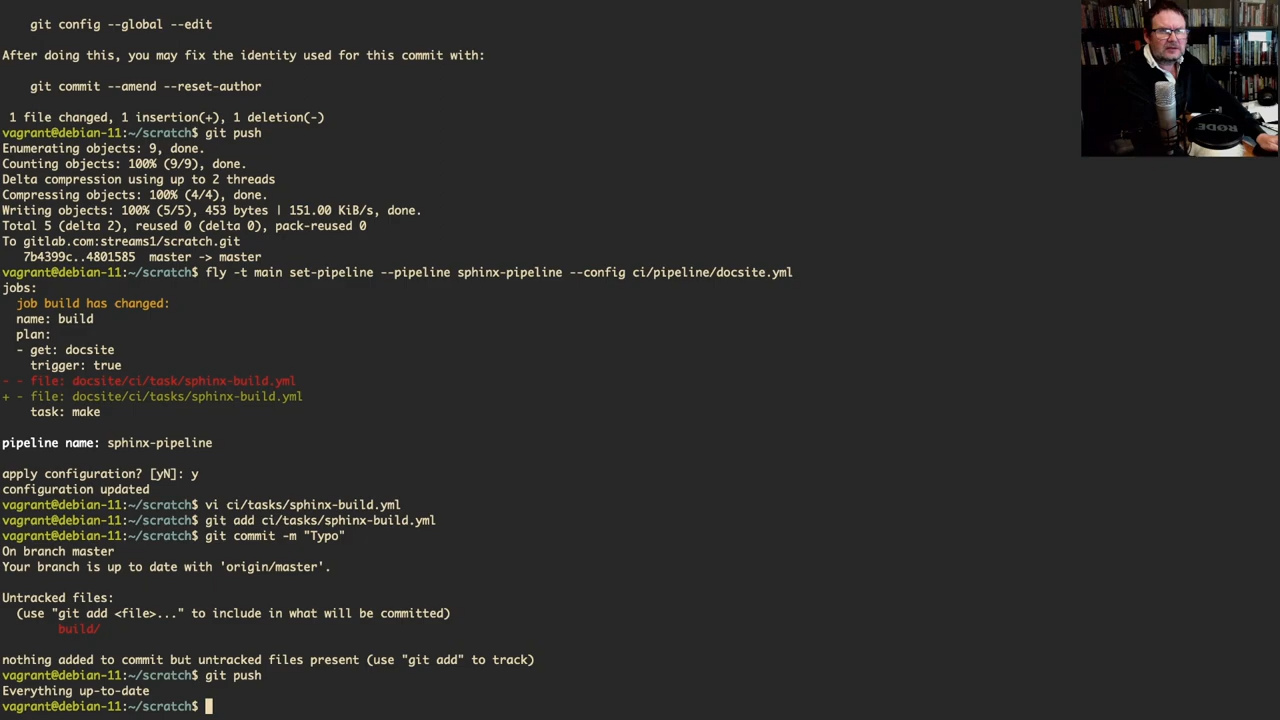 git config --global --edit
After doing this, you may fix the identity used for this commit with:
git commit --amend --reset-author
1 file changed, 1 insertion(+), 1 deletion(-)
vagrant@debian-11:~/scratch$ git push
Enumerating objects: 9, done.
Counting objects: 100% (9/9), done.
Delta compression using up to 2 threads
Compressing objects: 100% (4/4), done.
Writing objects: 100% (5/5), 453 bytes | 151.00 KiB/s, done.
Total 5 (delta 2), reused 0 (delta 0), pack-reused 0
To gitlab.com:streams1/scratch.git
7b4399c..4801585  master -> master
vagrant@debian-11:~/scratch$ fly -t main set-pipeline --pipeline sphinx-pipeline --config ci/pipeline/docsite.yml
jobs:
job build has changed:
name: build
plan:
- get: docsite
trigger: true
- - file: docsite/ci/task/sphinx-build.yml
+ - file: docsite/ci/tasks/sphinx-build.yml
task: make
pipeline name: sphinx-pipeline
apply configuration? [yN]: y
configuration updated
vagrant@debian-11:~/scratch$ vi ci/tasks/sphinx-build.yml
vagrant@debian-11:~/scratch$ git add ci/tasks/sphinx-build.yml
vagrant@debian-11:~/scratch$ git commit -m "Typo"
On branch master
Your branch is up to date with 'origin/master'.
Untracked files:
(use "git add <file>..." to include in what will be committed)
build/
nothing added to commit but untracked files present (use "git add" to track)
vagrant@debian-11:~/scratch$ git push
Everything up-to-date
vagrant@debian-11:~/scratch$
RODE